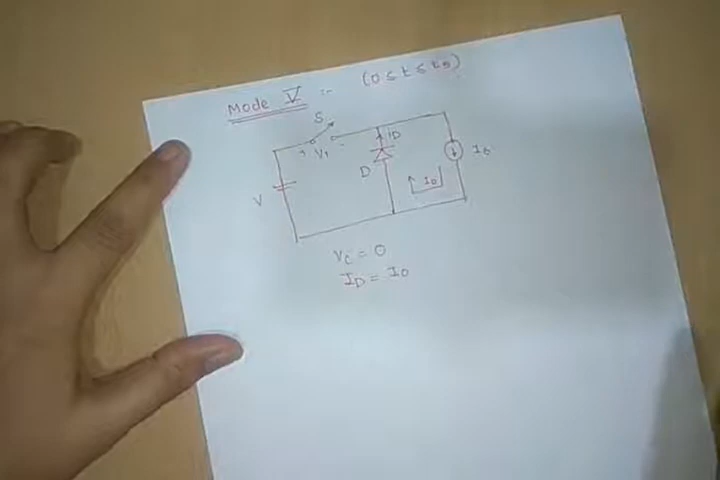 Mode V :- (0 ≤ t ≤ t5)
S
+ V1 -
iD
D
V
I0
I0
Vc = 0
ID = I0